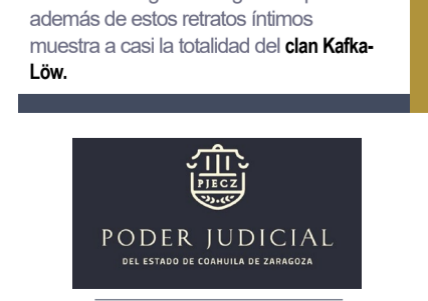 además de estos retratos íntimos
muestra a casi la totalidad del clan Kafka-
Löw.
PJECZ
PODER JUDICIAL
DEL ESTADO DE COAHUILA DE ZARAGOZA